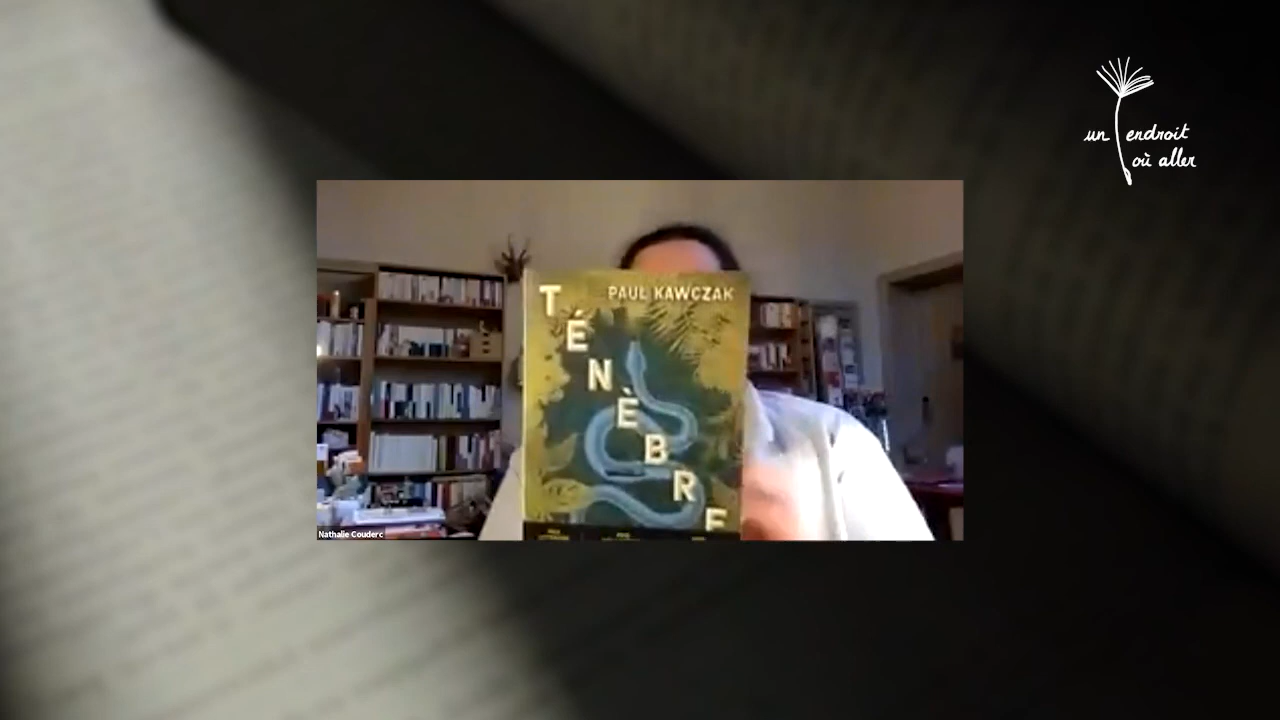 un endroit
où aller
PAUL KAWCZAK
TÉNÈBRE
Nathalie Couderc